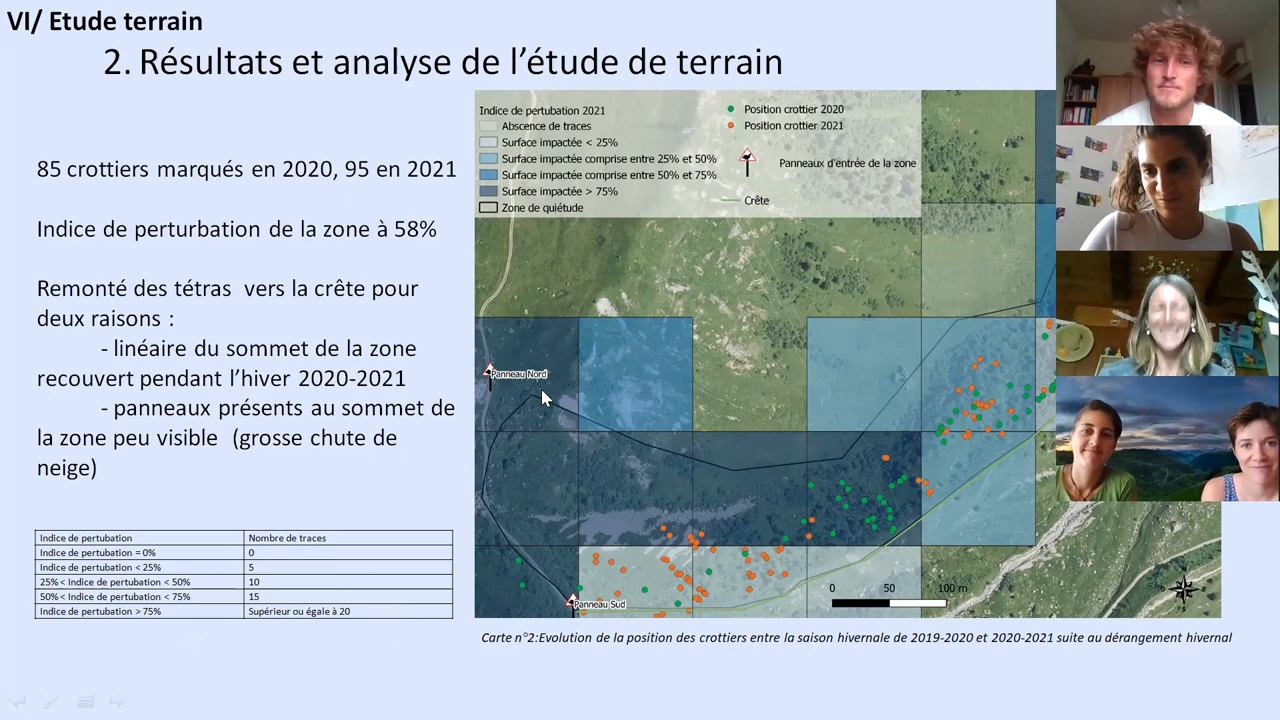 VI/ Etude terrain
2. Résultats et analyse de l'étude de terrain
85 crottiers marqués en 2020, 95 en 2021
Indice de perturbation de la zone à 58%
Remonté des tétras vers la crête pour
deux raisons :
- linéaire du sommet de la zone
recouvert pendant l'hiver 2020-2021
- panneaux présents au sommet de
la zone peu visible (grosse chute de
neige)
Indice de pertubation Nombre de traces
Indice de pertubation = 0% 0
Indice de pertubation < 25% 5
25% < Indice de pertubation < 50% 10
50% < Indice de pertubation < 75% 15
Indice de pertubation > 75% Supérieur ou égale à 20
Indice de pertubation 2021
Absence de traces
Surface impactée < 25%
Surface impactée comprise entre 25% et 50%
Surface impactée comprise entre 50% et 75%
Surface impactée > 75%
Zone de quiétude
Position crottier 2020
Position crottier 2021
Panneaux d'entrée de la zone
Crête
Panneau Nord
Panneau Sud
0 50 100 m
Carte n°2:Evolution de la position des crottiers entre la saison hivernale de 2019-2020 et 2020-2021 suite au dérangement hivernal